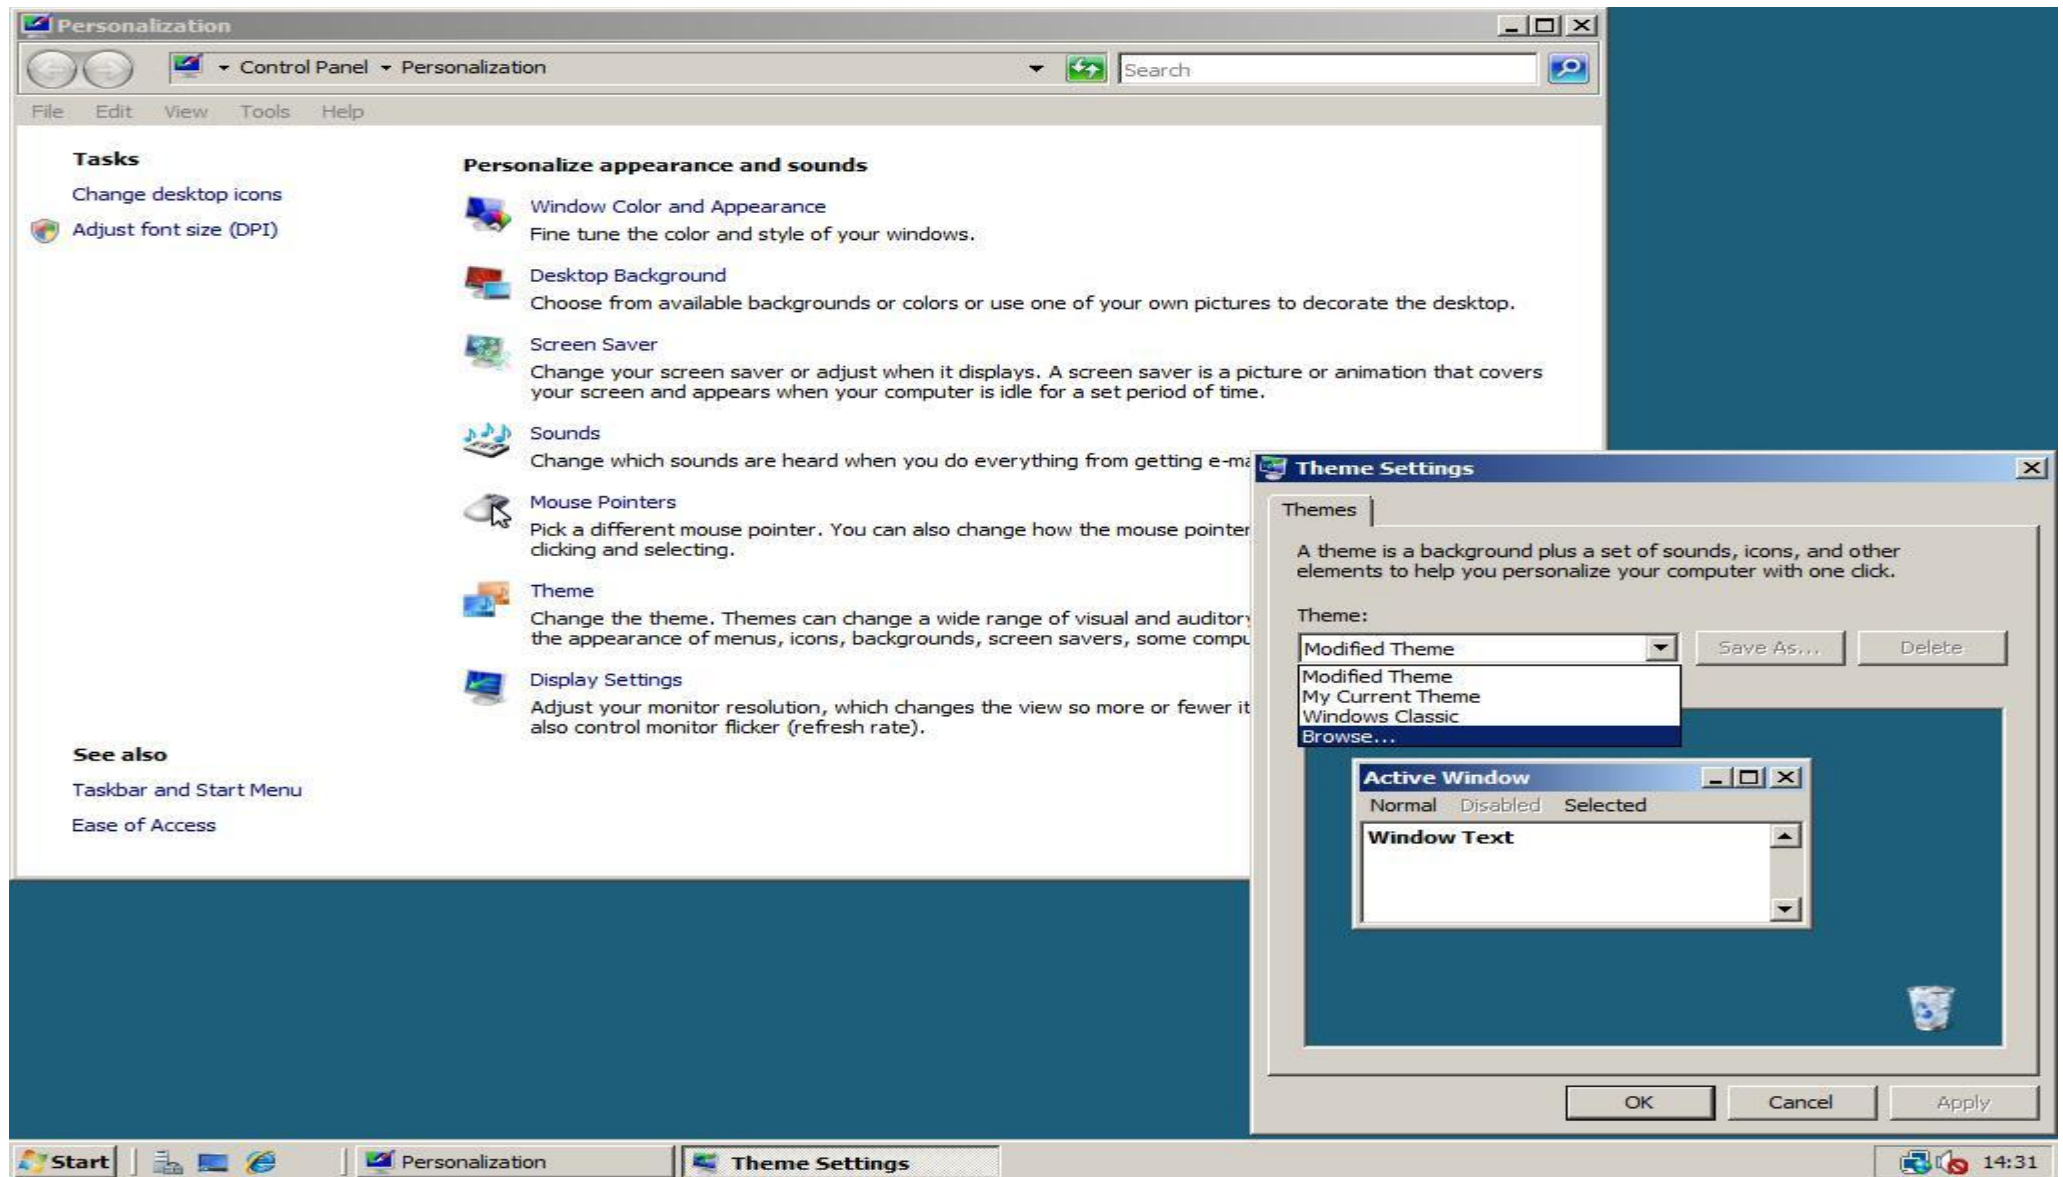 Personalization
Control Panel Personalization
Search
File Edit View Tools Help
Tasks
Change desktop icons
Adjust font size (DPI)
See also
Taskbar and Start Menu
Ease of Access
Personalize appearance and sounds
Window Color and Appearance
Fine tune the color and style of your windows.
Desktop Background
Choose from available backgrounds or colors or use one of your own pictures to decorate the desktop.
Screen Saver
Change your screen saver or adjust when it displays. A screen saver is a picture or animation that covers
your screen and appears when your computer is idle for a set period of time.
Sounds
Change which sounds are heard when you do everything from getting e-ma
Mouse Pointers
Pick a different mouse pointer. You can also change how the mouse pointer
clicking and selecting.
Theme
Change the theme. Themes can change a wide range of visual and auditory
the appearance of menus, icons, backgrounds, screen savers, some compu
Display Settings
Adjust your monitor resolution, which changes the view so more or fewer it
also control monitor flicker (refresh rate).
Theme Settings
Themes
A theme is a background plus a set of sounds, icons, and other
elements to help you personalize your computer with one click.
Theme:
Modified Theme Save As... Delete
Modified Theme
My Current Theme
Windows Classic
Browse...
Active Window
Normal Disabled Selected
Window Text
OK Cancel Apply
Start Personalization Theme Settings 14:31